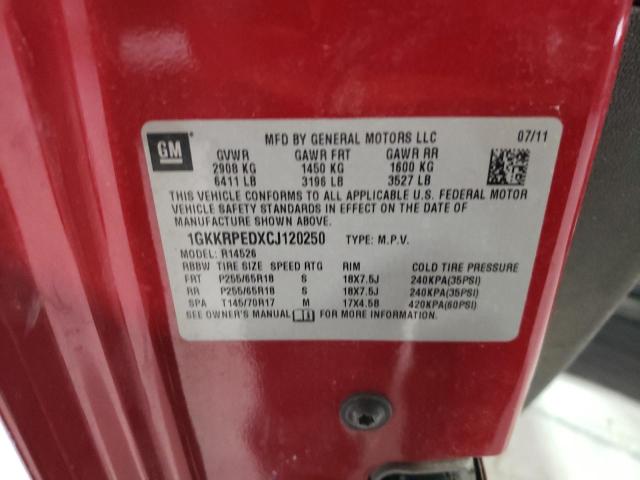 GM
MFD BY GENERAL MOTORS LLC 07/11
GVWR GAWR FRT GAWR RR
2908 KG 1450 KG 1600 KG
6411 LB 3196 LB 3527 LB
THIS VEHICLE CONFORMS TO ALL APPLICABLE U.S. FEDERAL MOTOR
VEHICLE SAFETY STANDARDS IN EFFECT ON THE DATE OF
MANUFACTURE SHOWN ABOVE.
1GKKRPEDXCJ120250 TYPE: M.P.V.
MODEL: R14526
RBBW TIRE SIZE SPEED RTG RIM COLD TIRE PRESSURE
FRT P255/65R18 S 18X7.5J 240KPA(35PSI)
RR P255/65R18 S 18X7.5J 240KPA(35PSI)
SPA T145/70R17 M 17X4.5B 420KPA(60PSI)
SEE OWNER'S MANUAL FOR MORE INFORMATION.